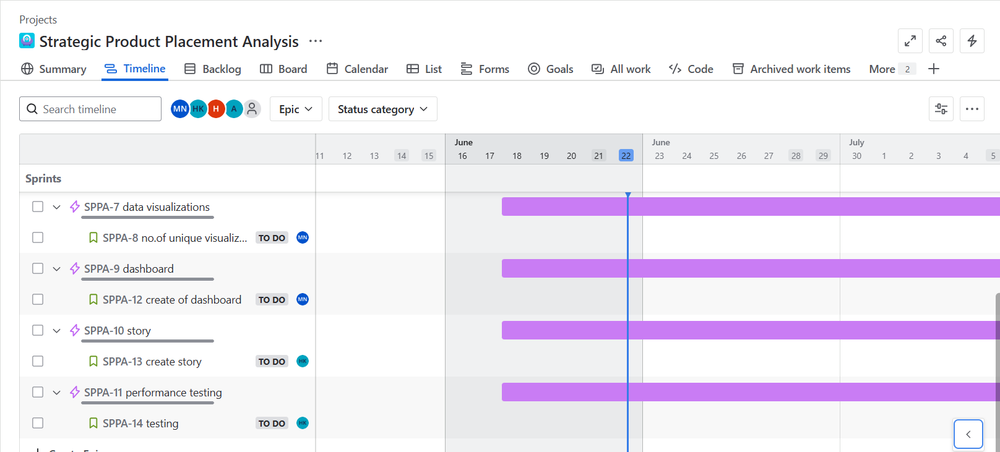 Projects
Strategic Product Placement Analysis
Summary Timeline Backlog Board Calendar List Forms Goals All work Code Archived work items More 2
Search timeline MN HK H A Epic Status category
June June July
11 12 13 14 15 16 17 18 19 20 21 22 23 24 25 26 27 28 29 30 1 2 3 4 5
Sprints
SPPA-7 data visualizations
SPPA-8 no.of unique visualiz... TO DO MN
SPPA-9 dashboard
SPPA-12 create of dashboard TO DO MN
SPPA-10 story
SPPA-13 create story TO DO HK
SPPA-11 performance testing
SPPA-14 testing TO DO HK